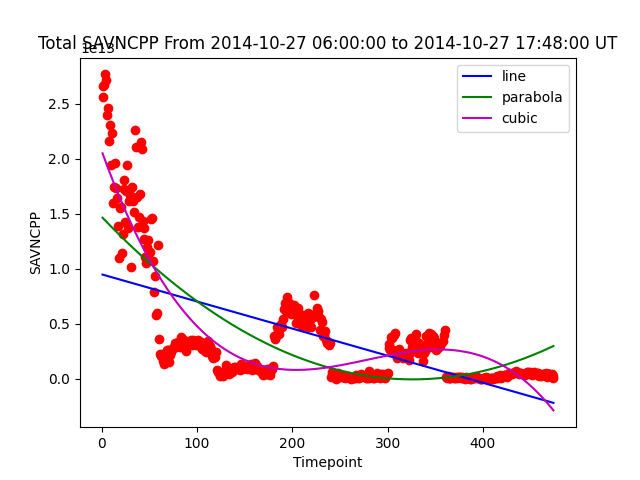 Total SAVNCPP From 2014-10-27 06:00:00 to 2014-10-27 17:48:00 UT
1e13
line
parabola
cubic
2.5
2.0
1.5
1.0
0.5
0.0
SAVNCPP
0 100 200 300 400
Timepoint